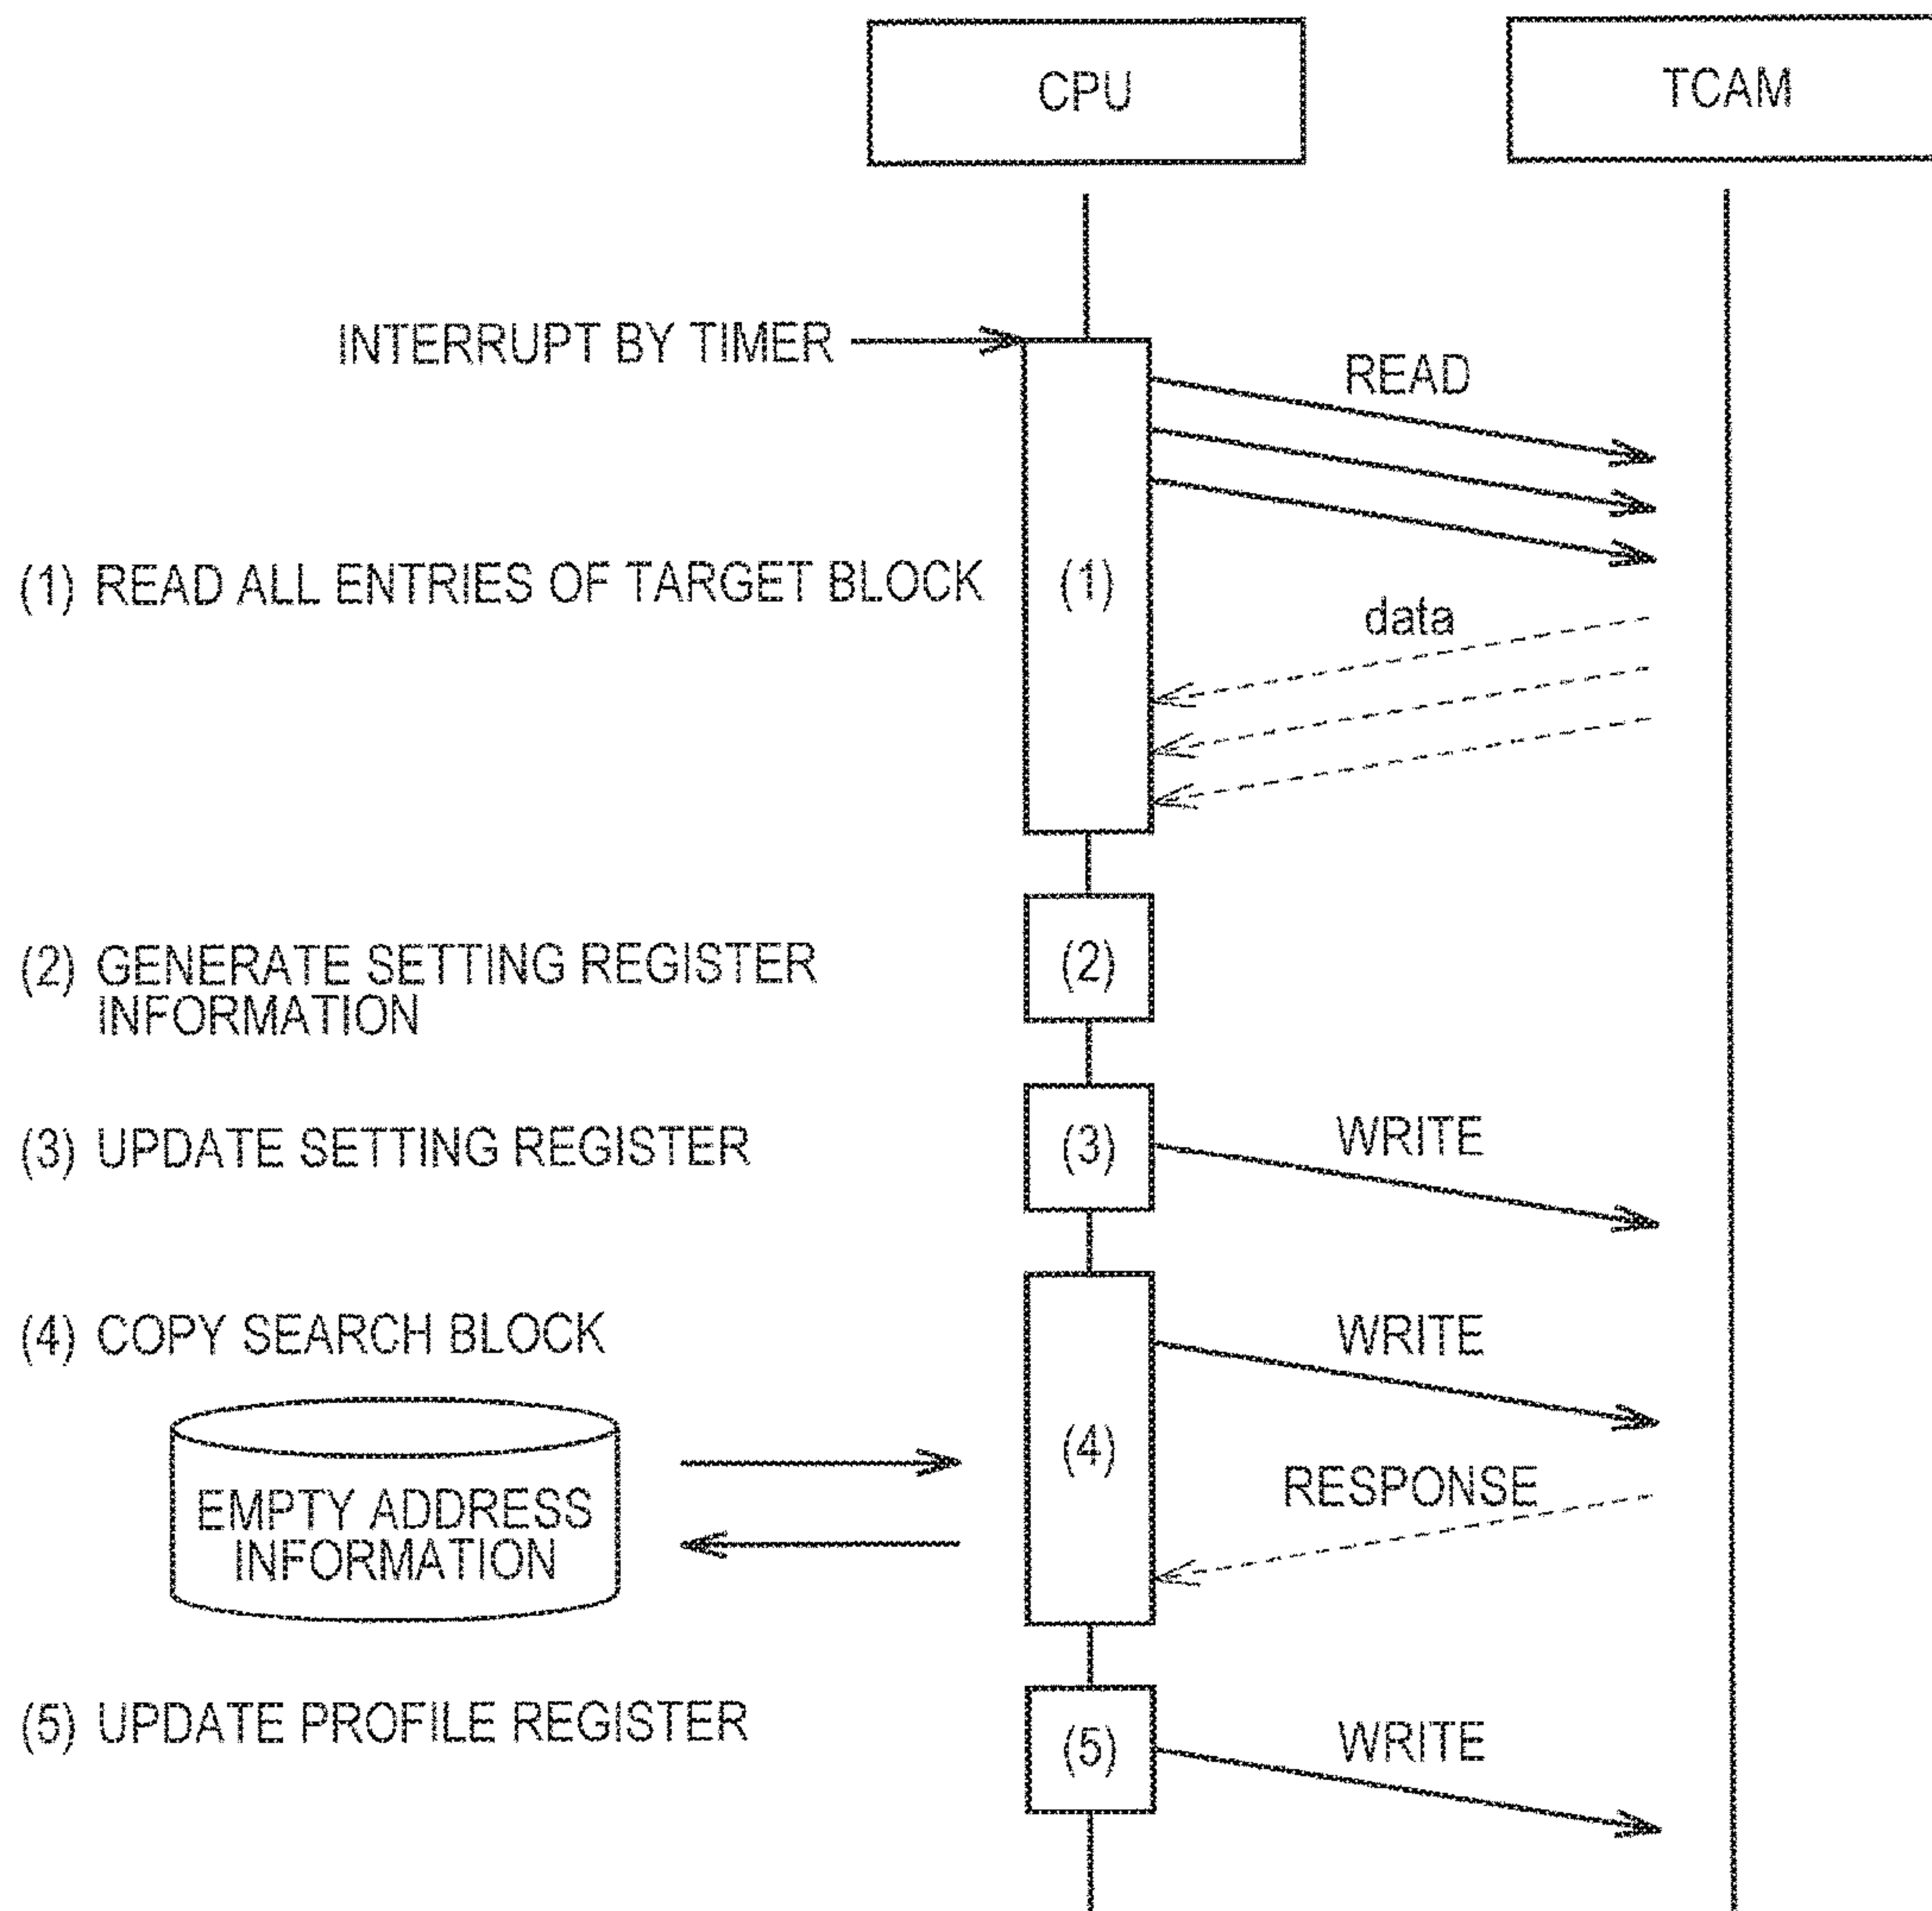 CPU
TCAM
INTERRUPT BY TIMER
READ
(1) READ ALL ENTRIES OF TARGET BLOCK
(1)
data
(2) GENERATE SETTING REGISTER
INFORMATION
(2)
(3) UPDATE SETTING REGISTER
(3)
WRITE
(4) COPY SEARCH BLOCK
WRITE
(4)
EMPTY ADDRESS
INFORMATION
RESPONSE
(5) UPDATE PROFILE REGISTER
(5)
WRITE